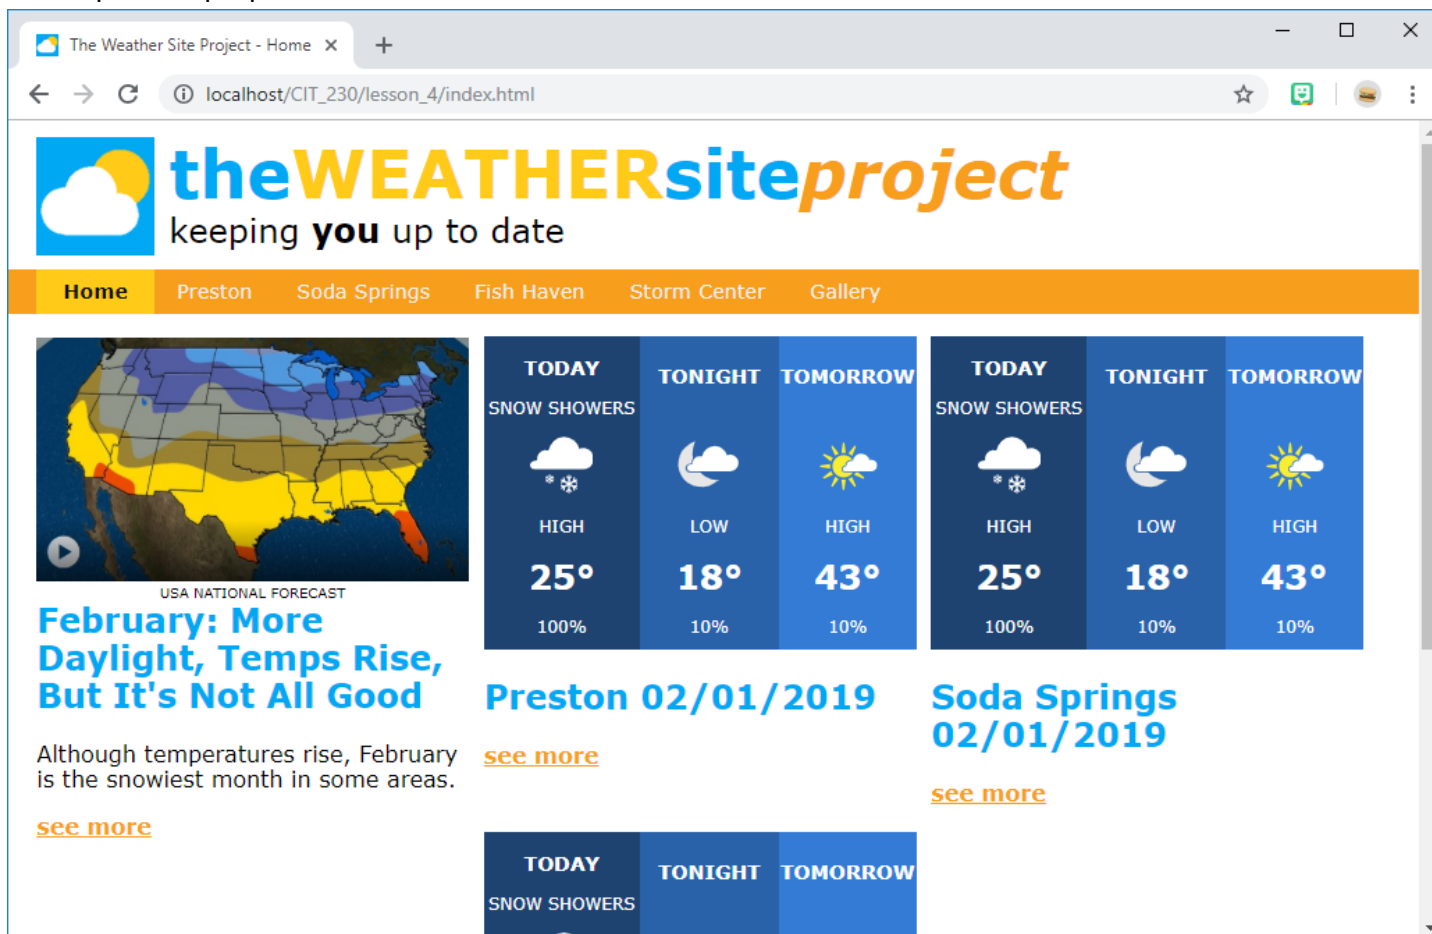 The Weather Site Project - Home
localhost/CIT_230/lesson_4/index.html
theWEATHERsiteproject
keeping you up to date
Home Preston Soda Springs Fish Haven Storm Center Gallery
USA NATIONAL FORECAST
February: More
Daylight, Temps Rise,
But It's Not All Good
Although temperatures rise, February
is the snowiest month in some areas.
see more
TODAY TONIGHT TOMORROW
SNOW SHOWERS
HIGH LOW HIGH
25° 18° 43°
100% 10% 10%
Preston 02/01/2019
see more
TODAY TONIGHT TOMORROW
SNOW SHOWERS
HIGH LOW HIGH
25° 18° 43°
100% 10% 10%
Soda Springs
02/01/2019
see more
TODAY TONIGHT TOMORROW
SNOW SHOWERS